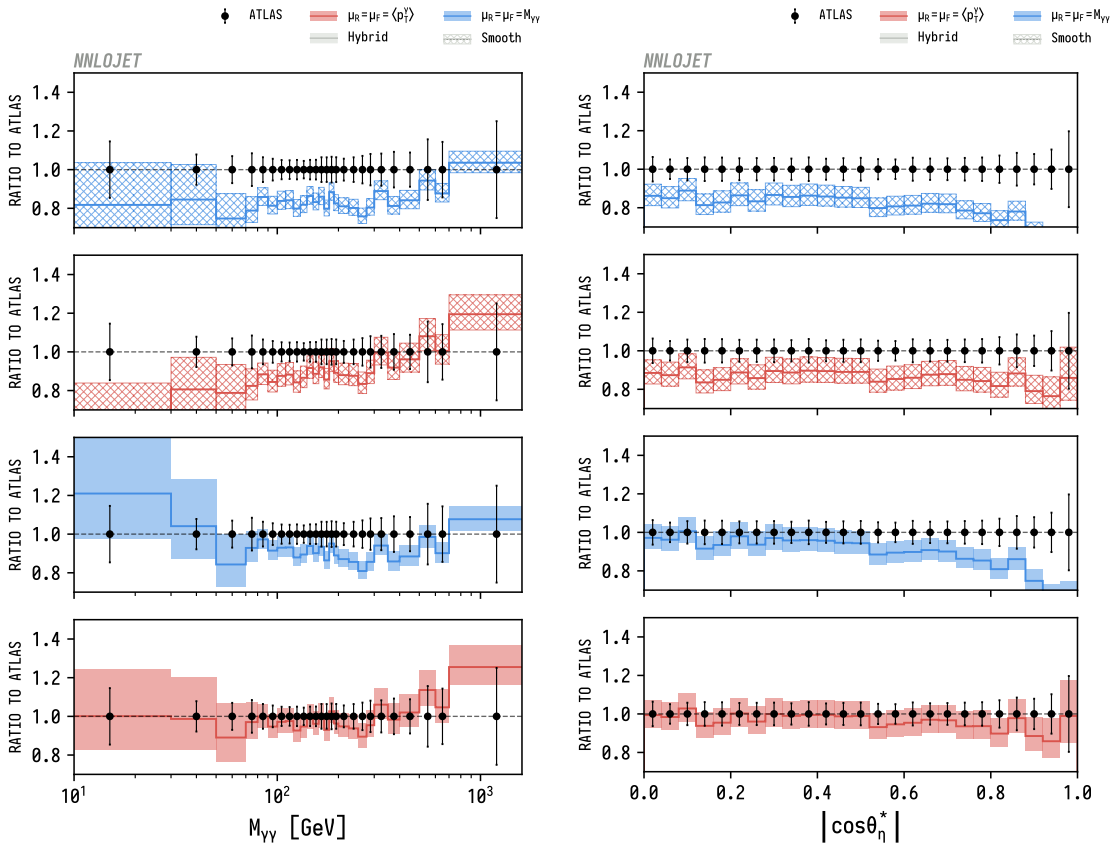 ATLAS μR=μF=⟨pTγ⟩ μR=μF=Mγγ
Hybrid Smooth
NNLOJET
RATIO TO ATLAS
1.4
1.2
1.0
0.8
RATIO TO ATLAS
1.4
1.2
1.0
0.8
RATIO TO ATLAS
1.4
1.2
1.0
0.8
RATIO TO ATLAS
1.4
1.2
1.0
0.8
10¹ 10² 10³
Mγγ [GeV]
ATLAS μR=μF=⟨pTγ⟩ μR=μF=Mγγ
Hybrid Smooth
NNLOJET
RATIO TO ATLAS
1.4
1.2
1.0
0.8
RATIO TO ATLAS
1.4
1.2
1.0
0.8
RATIO TO ATLAS
1.4
1.2
1.0
0.8
RATIO TO ATLAS
1.4
1.2
1.0
0.8
0.0 0.2 0.4 0.6 0.8 1.0
|cosθ*η|